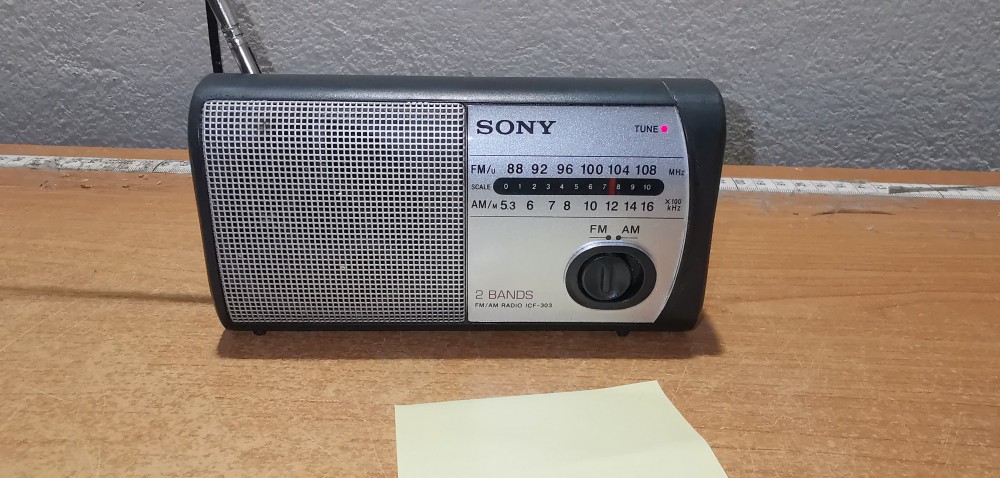 SONY
TUNE
FM/U 88 92 96 100 104 108 MHz
SCALE 0 1 2 3 4 5 6 7 8 9 10
AM/M 5.3 6 7 8 10 12 14 16 X100 kHz
FM AM
2 BANDS
FM/AM RADIO ICF-303